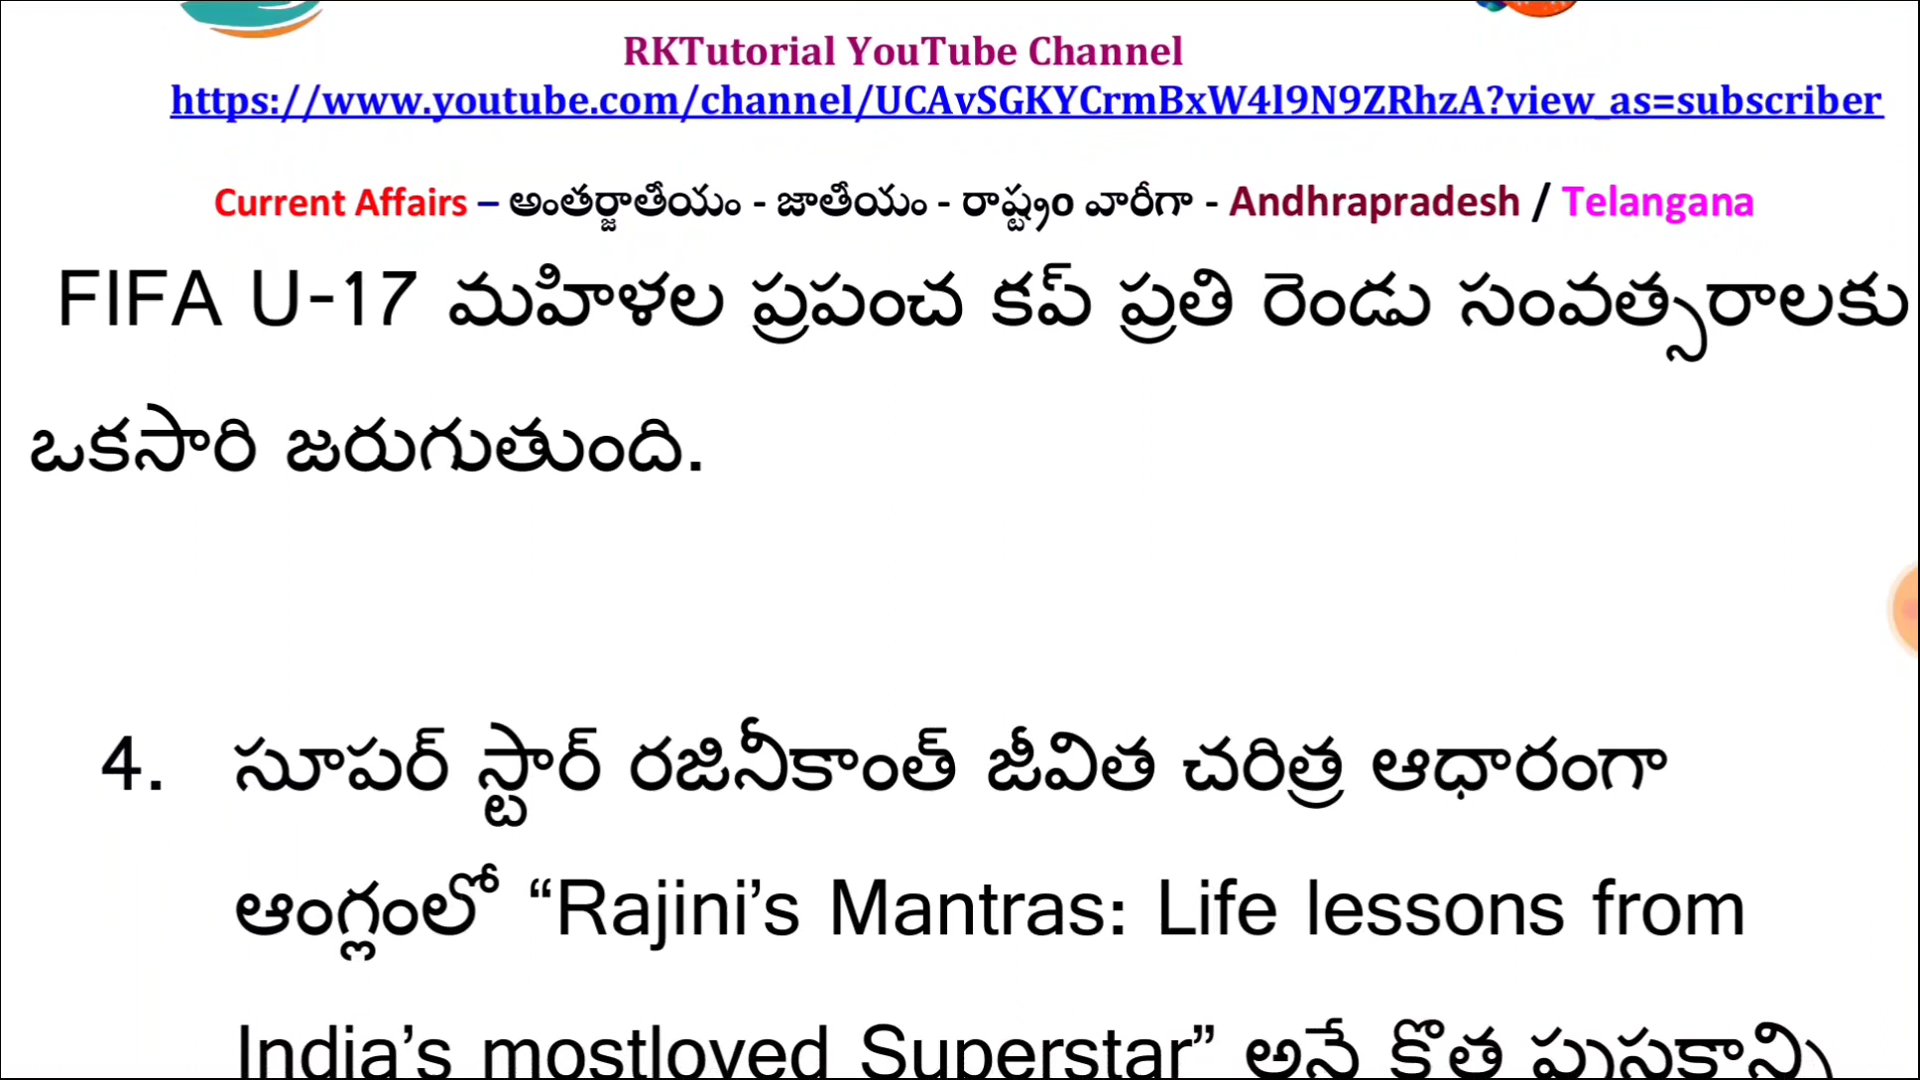 RKTutorial YouTube Channel
https://www.youtube.com/channel/UCAvSGKYCrmBxW4l9N9ZRhzA?view_as=subscriber
Current Affairs – అంతర్జాతీయం - జాతీయం - రాష్ట్రం వారీగా - Andhrapradesh / Telangana
FIFA U-17 మహిళల ప్రపంచ కప్ ప్రతి రెండు సంవత్సరాలకు
ఒకసారి జరుగుతుంది.
4. సూపర్ స్టార్ రజినీకాంత్ జీవిత చరిత్ర ఆధారంగా
ఆంగ్లంలో “Rajini’s Mantras: Life lessons from
India’s mostloved Superstar” అనే కొత పుసకాన్ని